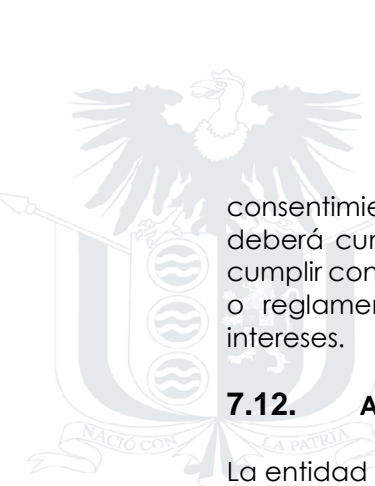 consentimie
deberá cur
cumplir con
o reglamer
intereses.
7.12. A
NACIÓ CON LA PATRIA
La entidad